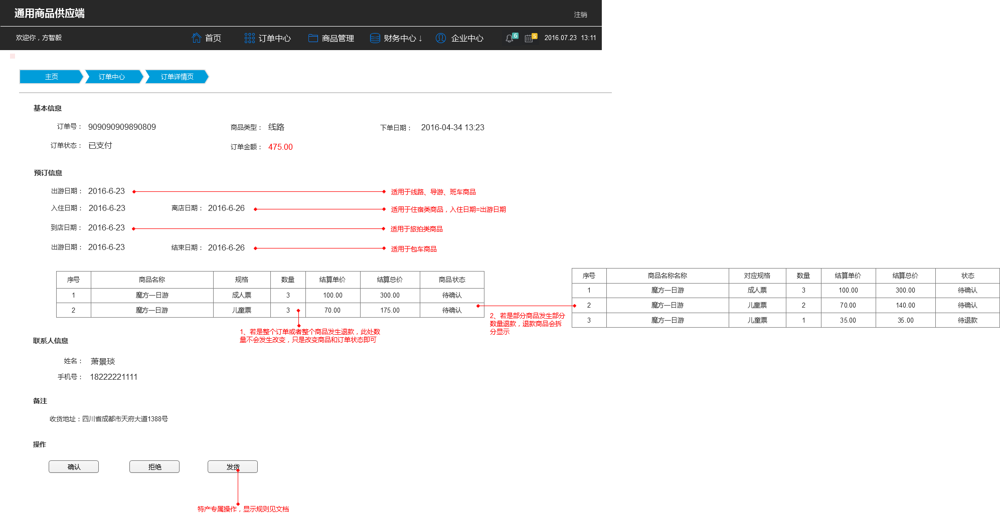 通用商品供应端
注销
欢迎你，方智毅
首页
订单中心
商品管理
财务中心↓
企业中心
6
5
2016.07.23 13:11
主页
订单中心
订单详情页
基本信息
订单号： 909090909890809
商品类型： 线路
下单日期： 2016-04-34 13:23
订单状态： 已支付
订单金额： 475.00
预订信息
出游日期： 2016-6-23
适用于线路、导游、班车商品
入住日期： 2016-6-23
离店日期： 2016-6-26
适用于住宿类商品，入住日期=出游日期
到店日期： 2016-6-23
适用于旅拍类商品
出游日期： 2016-6-23
结束日期： 2016-6-26
适用于包车商品
序号 商品名称 规格 数量 结算单价 结算总价 商品状态
1 魔方一日游 成人票 3 100.00 300.00 待确认
2 魔方一日游 儿童票 3 70.00 175.00 待确认
序号 商品名称名称 对应规格 数量 结算单价 结算总价 状态
1 魔方一日游 成人票 3 100.00 300.00 待确认
2 魔方一日游 儿童票 2 70.00 140.00 待确认
3 魔方一日游 儿童票 1 35.00 35.00 待退款
2、若是部分商品发生部分
数量退款，退款商品会拆
分显示
1、若是整个订单或者整个商品发生退款，此处数
量不会发生改变，只是改变商品和订单状态即可
联系人信息
姓名： 萧景琰
手机号： 18222221111
备注
收货地址：四川省成都市天府大道1388号
操作
确认
拒绝
发货
特产专属操作，显示规则见文档